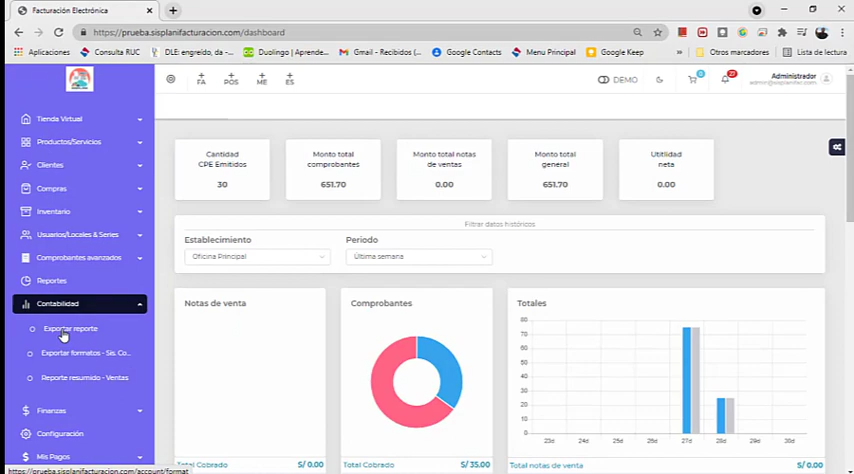 Facturación Electrónica
https://prueba.sisplanifacturacion.com/dashboard
Aplicaciones
Consulta RUC
DLE: engreído, da -...
Duolingo | Aprende...
Gmail - Recibidos (...
Google Contacts
Menu Principal
Google Keep
»
Otros marcadores
Lista de lectura
+ FA
+ POS
+ ME
+ ES
DEMO
0
27
Administrador
Tienda Virtual
Productos/Servicios
Clientes
Compras
Inventario
Usuarios/Locales & Series
Comprobantes avanzados
Reportes
Contabilidad
Exportar reporte
Exportar formatos - Sis. Co...
Reporte resumido - Ventas
Finanzas
Configuración
Mis Pagos
https://prueba.sisplanifacturacion.com/account/format
Cantidad
CPE Emitidos
30
Monto total
comprobantes
651.70
Monto total notas
de ventas
0.00
Monto total
general
651.70
Utitlidad
neta
0.00
Filtrar datos históricos
Establecimiento
Oficina Principal
Periodo
Última semana
Notas de venta
Total Cobrado
S/ 0.00
Comprobantes
Total Cobrado
S/ 35.00
Totales
80
70
60
50
40
30
20
10
0
23d
24d
25d
26d
27d
28d
29d
30d
Total notas de venta
S/ 0.00